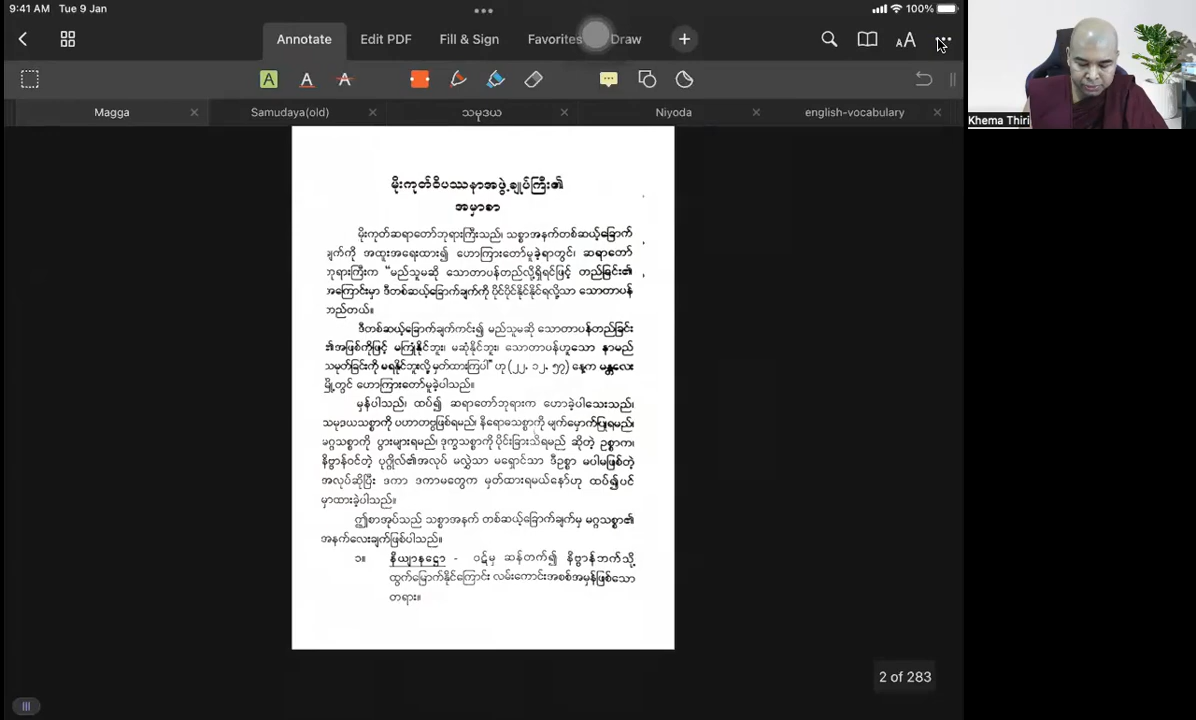 9:41 AM Tue 9 Jan
100%
Annotate Edit PDF Fill & Sign Favorites Draw
AA
A A A
Magga Samudaya(old) သမုဒယ Niyoda english-vocabulary
Khema Thiri
မိုးကုတ်ဝိပဿနာအဖွဲ့ချုပ်ကြီး၏
အမှာစာ
မိုးကုတ်ဆရာတော်ဘုရားကြီးသည်၊ သစ္စာအနက်တစ်ဆယ့်ခြောက်
ချက်ကို အထူးအရေးထား၍ ဟောကြားတော်မူခဲ့ရာတွင်၊ ဆရာတော်
ဘုရားကြီးက “မည်သူမဆို သောတာပန်တည်လို့ရှိရင်ဖြင့် တည်ခြင်း၏
အကြောင်းမှာ ဒီတစ်ဆယ့်ခြောက်ချက်ကို ပိုင်ပိုင်နိုင်နိုင်ရလို့သာ သောတာပန်
တည်တယ်။
ဒီတစ်ဆယ့်ခြောက်ချက်ကင်း၍ မည်သူမဆို သောတာပန်တည်ခြင်း
၏အဖြစ်ကိုဖြင့် မကြုံနိုင်ဘူး၊ မဆုံနိုင်ဘူး၊ သောတာပန်ဟူသော နာမည်
သမုတ်ခြင်းကို မရနိုင်ဘူးလို့ မှတ်ထားကြပါ” ဟု (၂၂၊ ၁၂၊ ၅၇) နေ့က မန္တလေး
မြို့တွင် ဟောကြားတော်မူခဲ့ပါသည်။
မှန်ပါသည်၊ ထပ်၍ ဆရာတော်ဘုရားက ဟောခဲ့ပါသေးသည်၊
သမုဒယသစ္စာကို ပဟာတဗ္ဗဖြစ်ရမည်၊ နိရောဓသစ္စာကို မျက်မှောက်ပြုရမည်၊
မဂ္ဂသစ္စာကို ပွားများရမည်၊ ဒုက္ခသစ္စာကို ပိုင်းခြားသိရမည် ဆိုတဲ့ ဥစ္စာက၊
နိဗ္ဗာန်ဝင်တဲ့ ပုဂ္ဂိုလ်၏အလုပ် မလွှဲသာ မရှောင်သာ ဒီဥစ္စာ မပါမဖြစ်တဲ့
အလုပ်ဆိုပြီး ဒကာ ဒကာမတွေက မှတ်ထားရမယ်နော်ဟု ထပ်၍ပင်
မှာထားခဲ့ပါသည်။
ဤစာအုပ်သည် သစ္စာအနက် တစ်ဆယ့်ခြောက်ချက်မှ မဂ္ဂသစ္စာ၏
အနက်လေးချက်ဖြစ်ပါသည်။
၁။ နိယျာနဋ္ဌော - ဝဋ်မှ ဆန်တက်၍ နိဗ္ဗာန်ဘက်သို့
ထွက်မြောက်နိုင်ကြောင်း လမ်းကောင်းအစစ်အမှန်ဖြစ်သော
တရား။
2 of 283